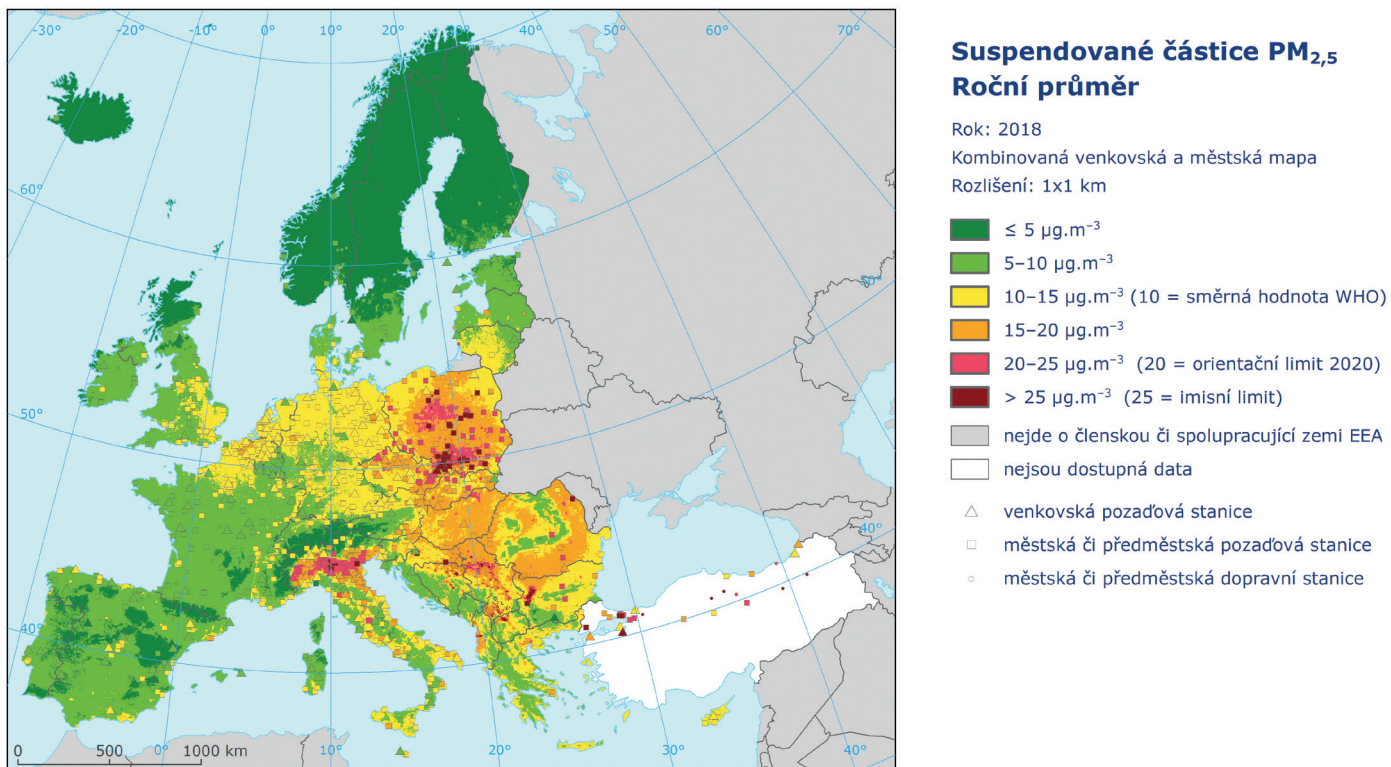 -30° -20° -10° 0° 10° 20° 30° 40° 50° 60° 70°
60°
50°
50°
40°
40°
0 500 1000 km
0° 10° 20° 30° 40°
Suspendované částice PM2,5
Roční průměr
Rok: 2018
Kombinovaná venkovská a městská mapa
Rozlišení: 1x1 km
≤ 5 µg.m⁻³
5–10 µg.m⁻³
10–15 µg.m⁻³ (10 = směrná hodnota WHO)
15–20 µg.m⁻³
20–25 µg.m⁻³ (20 = orientační limit 2020)
> 25 µg.m⁻³ (25 = imisní limit)
nejde o členskou či spolupracující zemi EEA
nejsou dostupná data
venkovská pozaďová stanice
městská či předměstská pozaďová stanice
městská či předměstská dopravní stanice